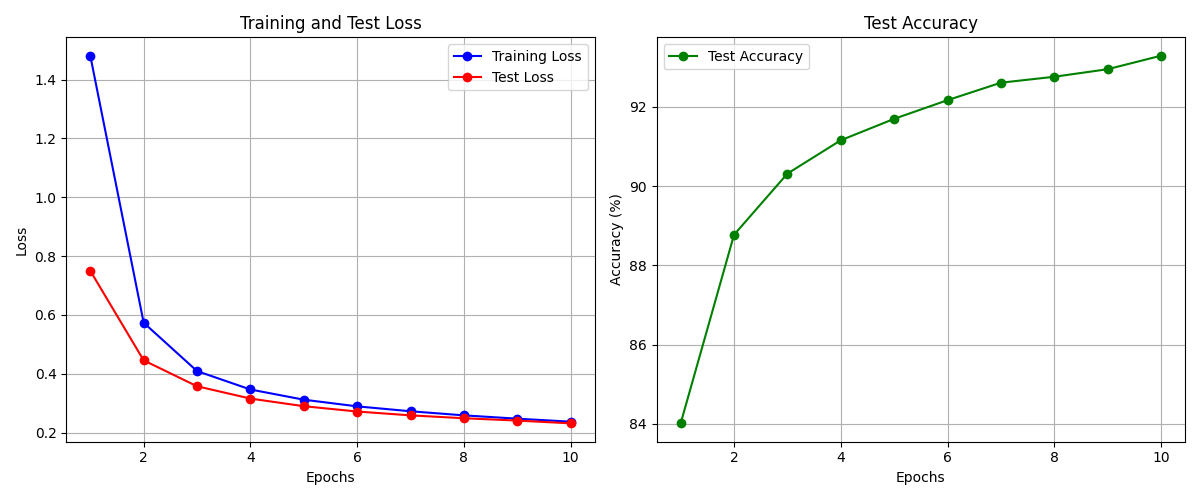 Training and Test Loss
Training Loss
Test Loss
1.4
1.2
1.0
0.8
0.6
0.4
0.2
Loss
2 4 6 8 10
Epochs
Test Accuracy
Test Accuracy
92
90
88
86
84
Accuracy (%)
2 4 6 8 10
Epochs